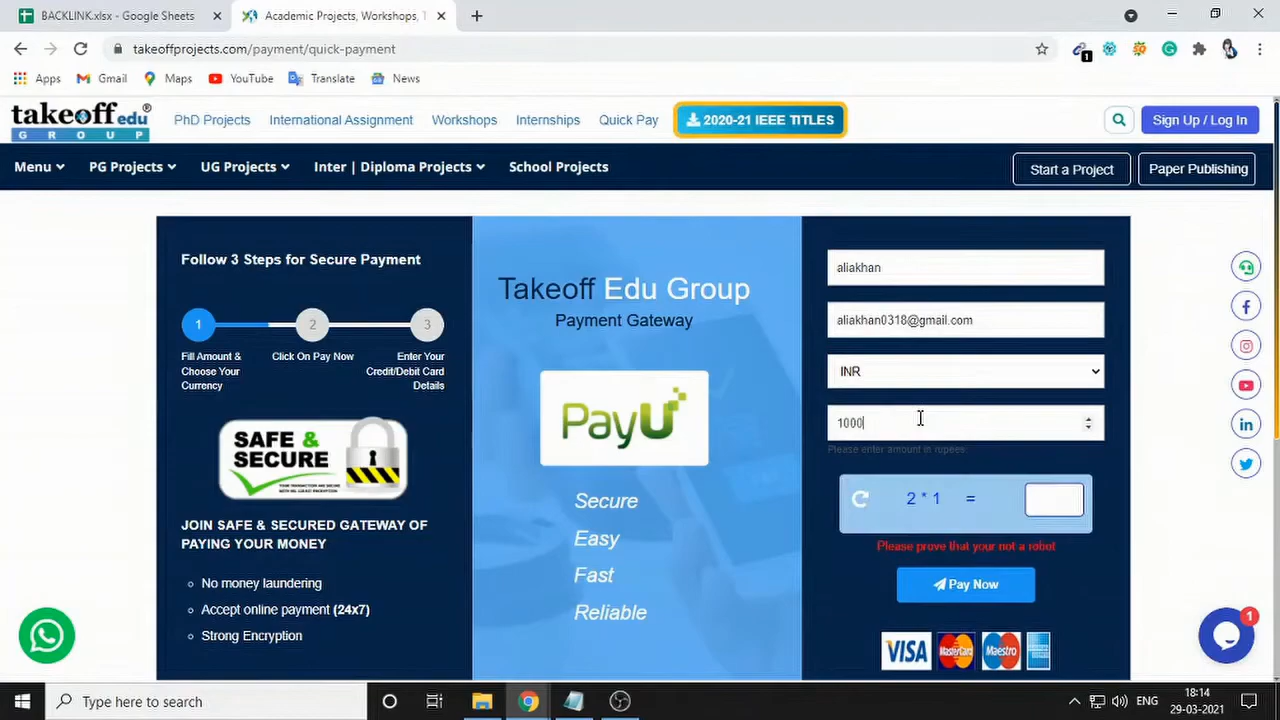 BACKLINK.xlsx - Google Sheets
Academic Projects, Workshops, T
takeoffprojects.com/payment/quick-payment
1
Apps
Gmail
Maps
YouTube
Translate
News
takeoff edu®
GROUP
PhD Projects
International Assignment
Workshops
Internships
Quick Pay
2020-21 IEEE TITLES
Sign Up / Log In
Menu
PG Projects
UG Projects
Inter | Diploma Projects
School Projects
Start a Project
Paper Publishing
Follow 3 Steps for Secure Payment
1
2
3
Fill Amount &
Choose Your
Currency
Click On Pay Now
Enter Your
Credit/Debit Card
Details
SAFE &
SECURE
JOIN SAFE & SECURED GATEWAY OF
PAYING YOUR MONEY
No money laundering
Accept online payment (24x7)
Strong Encryption
Takeoff Edu Group
Payment Gateway
PayU
Secure
Easy
Fast
Reliable
aliakhan
aliakhan0318@gmail.com
INR
1000
Please enter amount in rupees.
2 * 1 =
Please prove that your not a robot
Pay Now
VISA
MasterCard
Maestro
1
Type here to search
ENG
18:14
29-03-2021